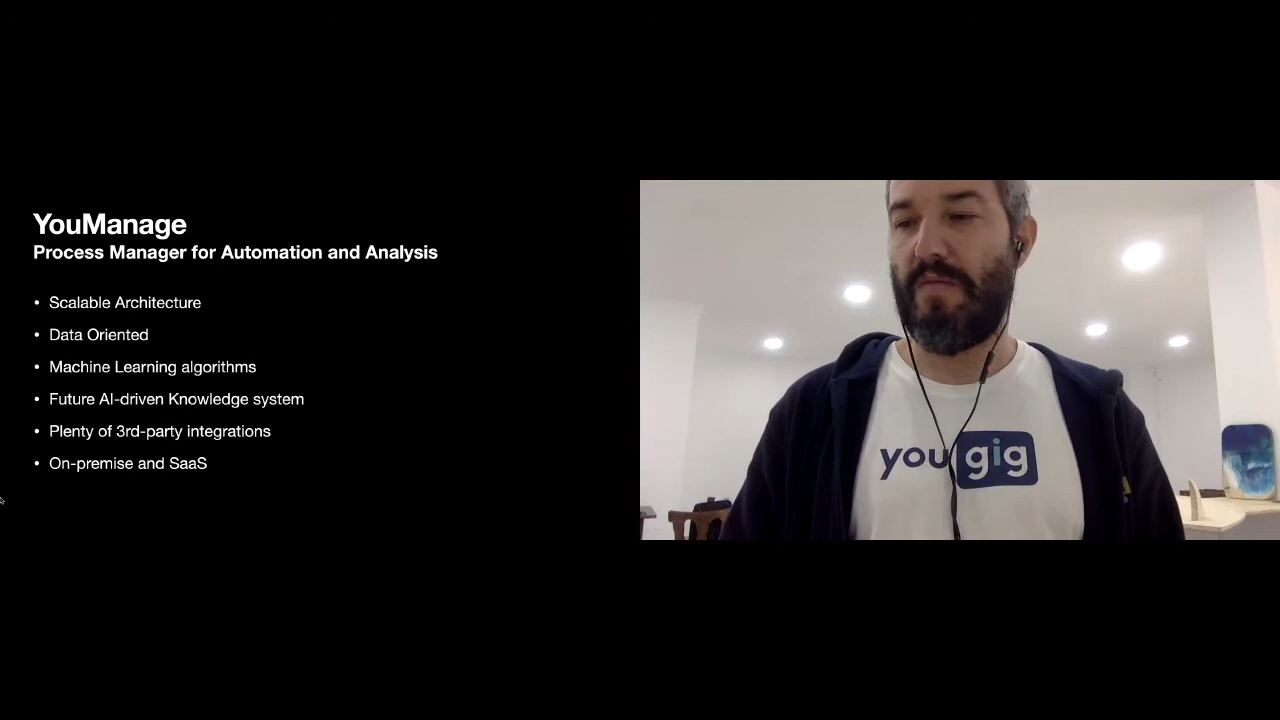 YouManage
Process Manager for Automation and Analysis
• Scalable Architecture
• Data Oriented
• Machine Learning algorithms
• Future AI-driven Knowledge system
• Plenty of 3rd-party integrations
• On-premise and SaaS
you gig